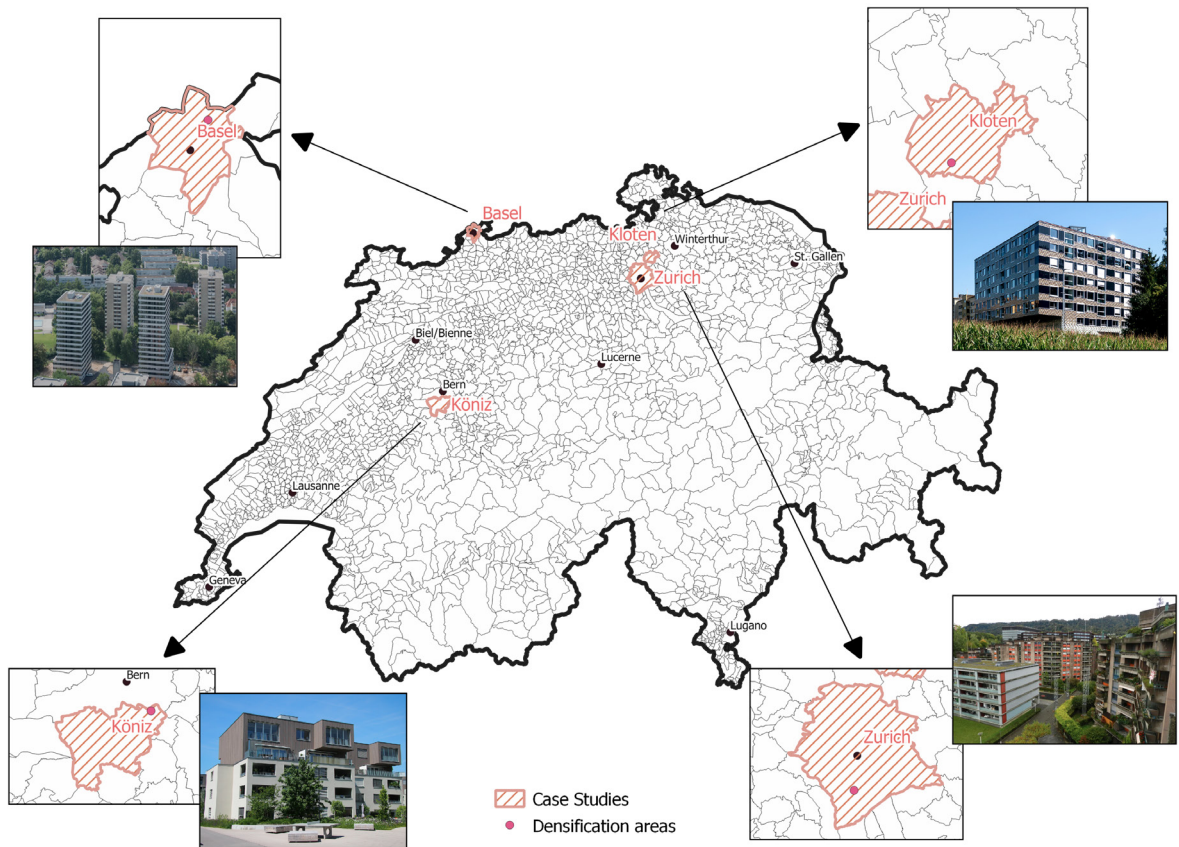 Basel
Kloten
Zurich
Basel
Kloten
Winterthur
St. Gallen
Zurich
Biel/Bienne
Lucerne
Bern
Köniz
Lausanne
Geneva
Lugano
Bern
Köniz
Zurich
Case Studies
Densification areas